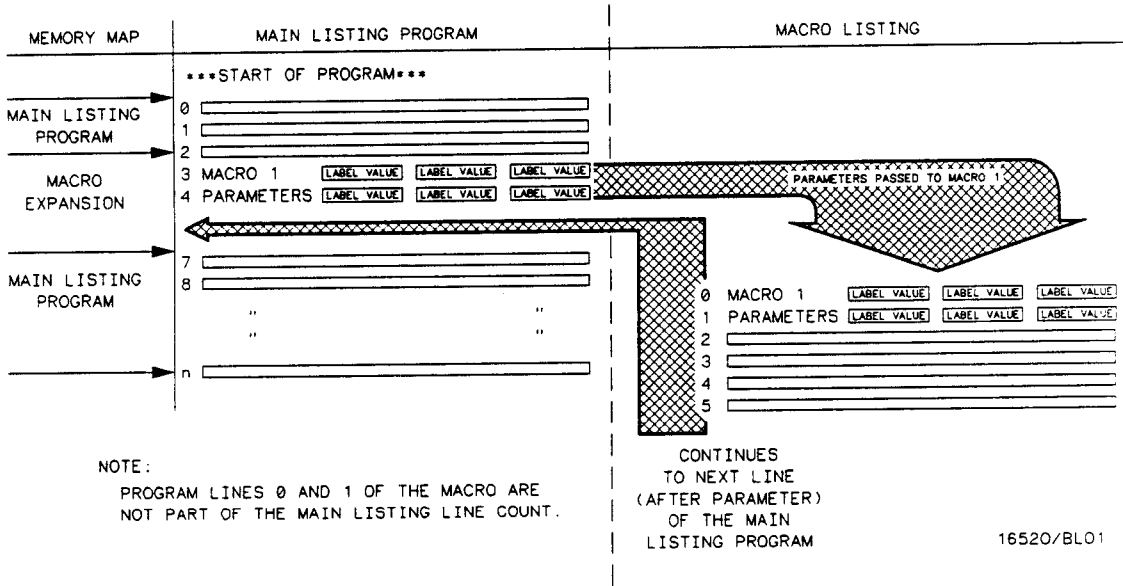 MEMORY MAP
MAIN LISTING PROGRAM
MACRO LISTING
***START OF PROGRAM***
MAIN LISTING
PROGRAM
0
1
2
3 MACRO 1 LABEL VALUE LABEL VALUE LABEL VALUE
4 PARAMETERS LABEL VALUE LABEL VALUE LABEL VALUE
PARAMETERS PASSED TO MACRO 1
MACRO
EXPANSION
MAIN LISTING
PROGRAM
7
8
" "
" "
n
0 MACRO 1 LABEL VALUE LABEL VALUE LABEL VALUE
1 PARAMETERS LABEL VALUE LABEL VALUE LABEL VALUE
2
3
4
5
NOTE:
PROGRAM LINES 0 AND 1 OF THE MACRO ARE
NOT PART OF THE MAIN LISTING LINE COUNT.
CONTINUES
TO NEXT LINE
(AFTER PARAMETER)
OF THE MAIN
LISTING PROGRAM
16520/BL01